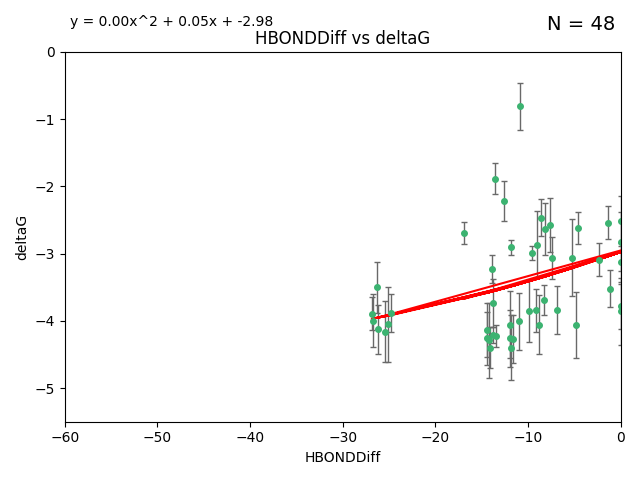 y = 0.00x^2 + 0.05x + -2.98
N = 48
HBONDDiff vs deltaG
0
−1
−2
−3
−4
−5
deltaG
−60
−50
−40
−30
−20
−10
0
HBONDDiff